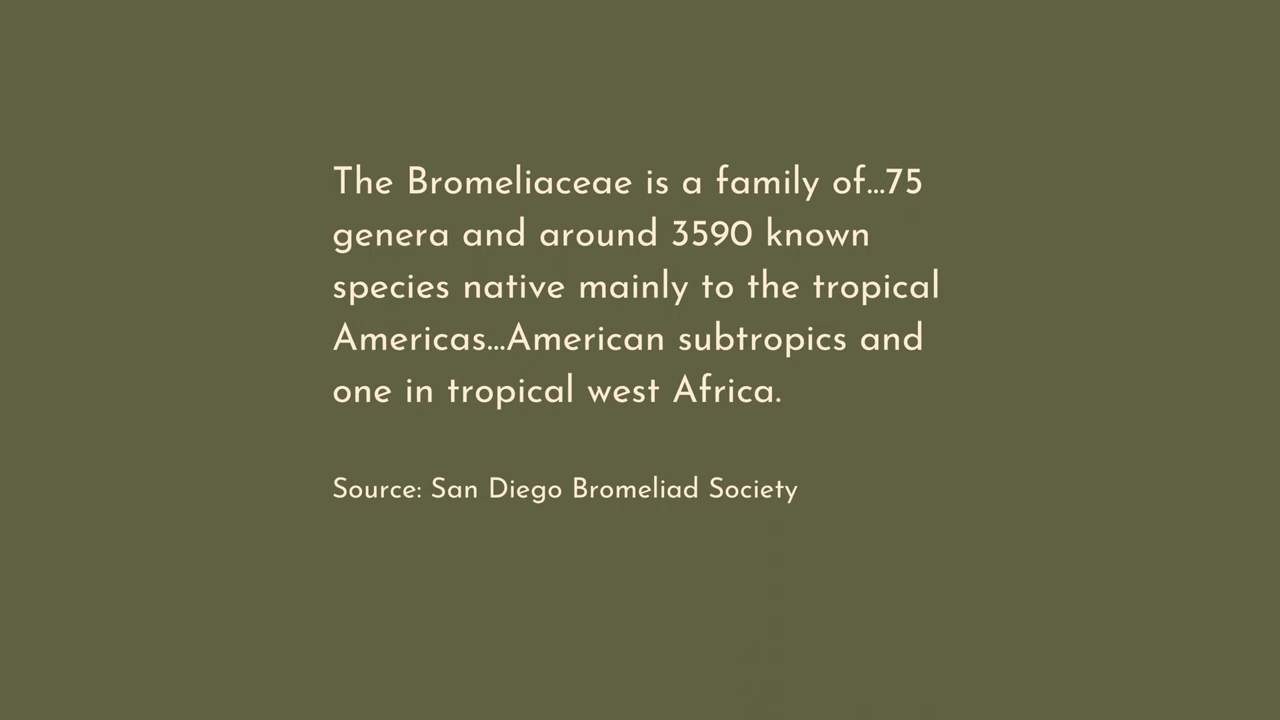 The Bromeliaceae is a family of...75
genera and around 3590 known
species native mainly to the tropical
Americas...American subtropics and
one in tropical west Africa.
Source: San Diego Bromeliad Society